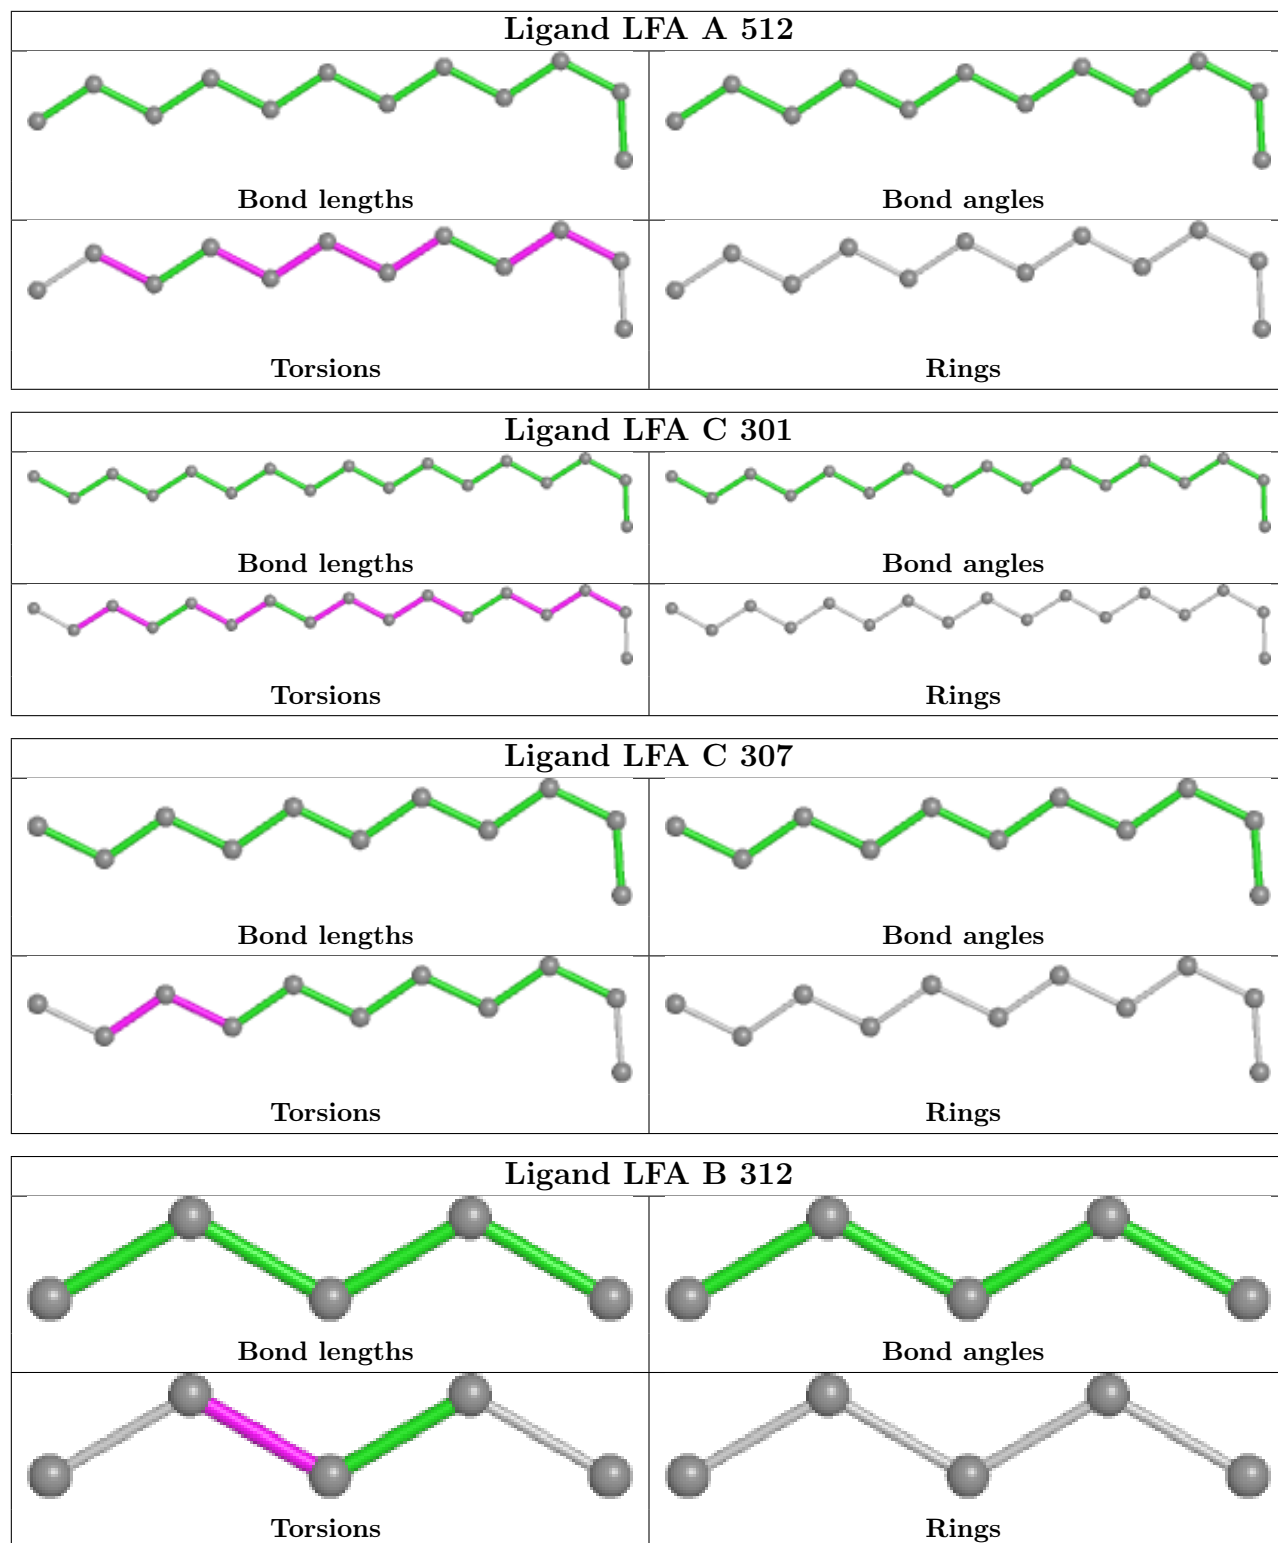 Ligand LFA A 512
Bond lengths
Bond angles
Torsions
Rings
Ligand LFA C 301
Bond lengths
Bond angles
Torsions
Rings
Ligand LFA C 307
Bond lengths
Bond angles
Torsions
Rings
Ligand LFA B 312
Bond lengths
Bond angles
Torsions
Rings